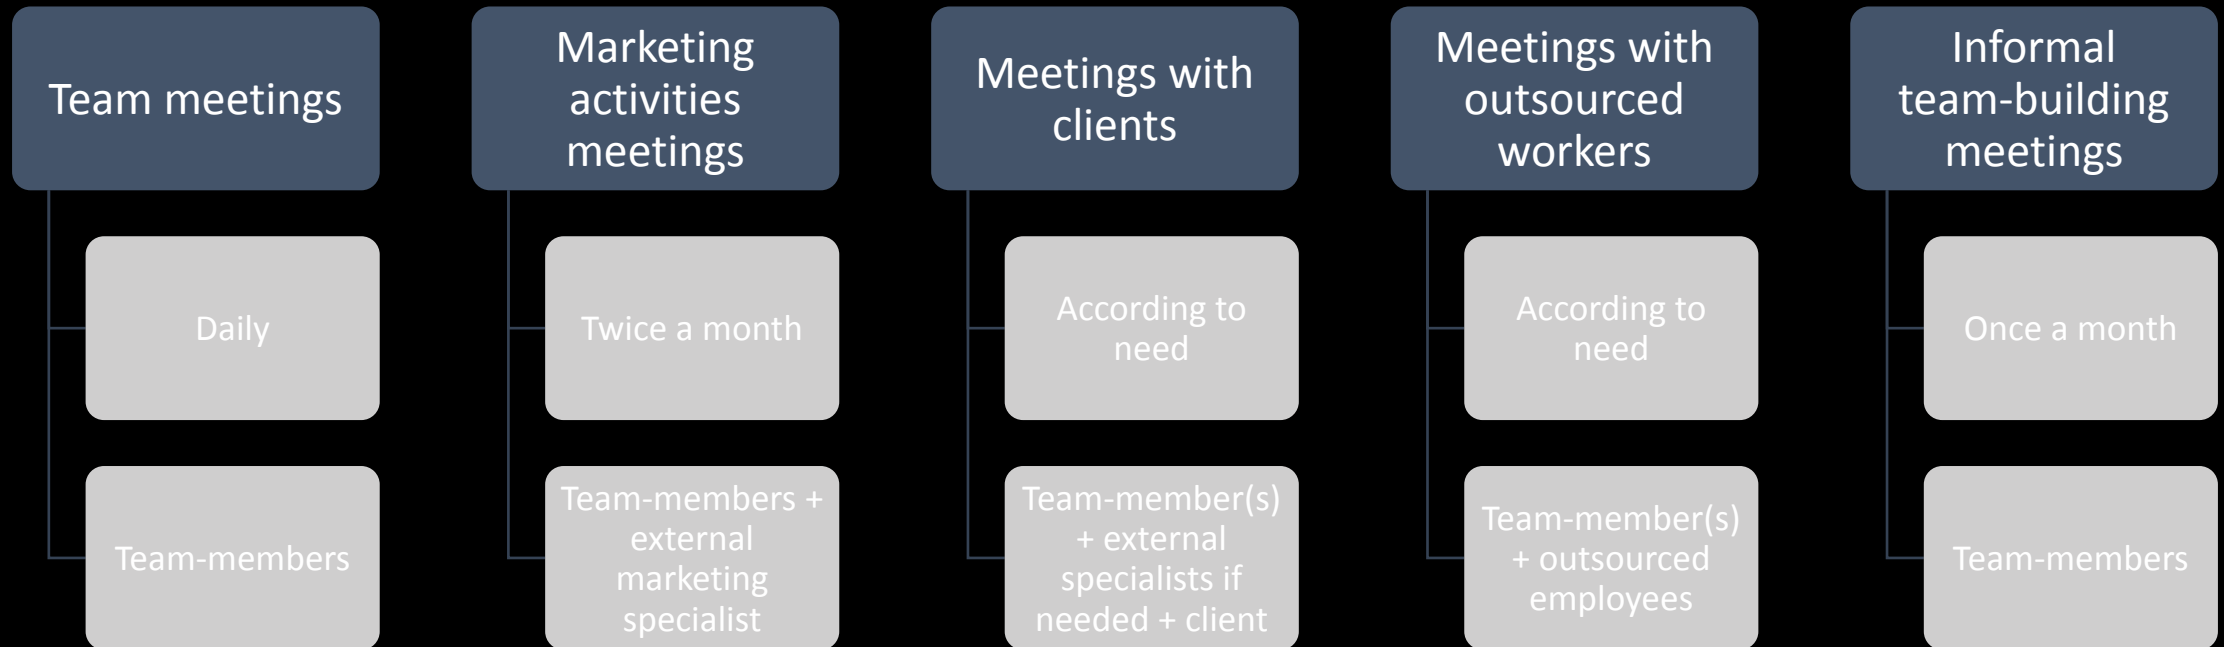 Team meetings
Daily
Team-members
Marketing
activities
meetings
Twice a month
Team-members +
external
marketing
specialist
Meetings with
clients
According to
need
Team-member(s)
+ external
specialists if
needed + client
Meetings with
outsourced
workers
According to
need
Team-member(s)
+ outsourced
employees
Informal
team-building
meetings
Once a month
Team-members